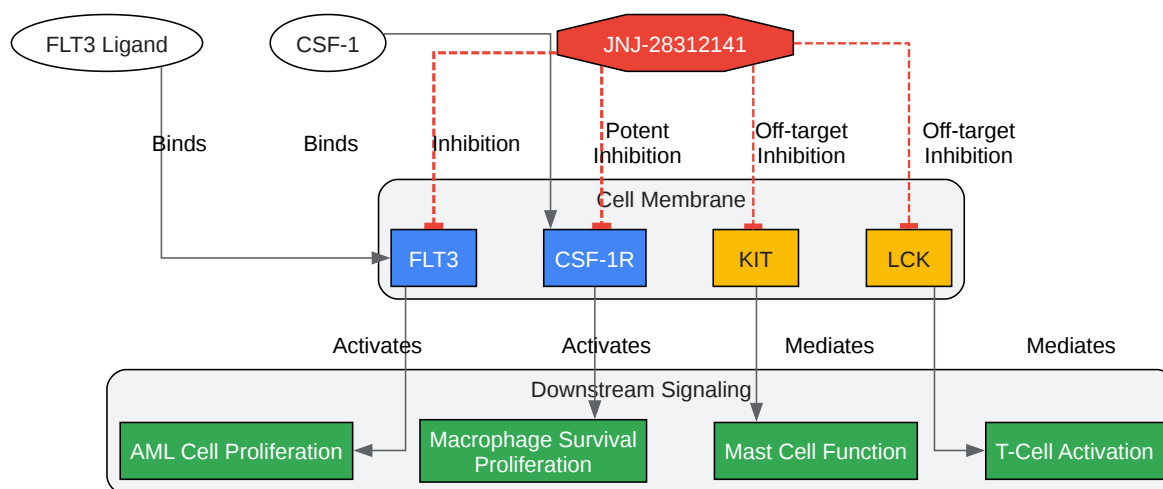 FLT3 Ligand
CSF-1
JNJ-28312141
Binds
Binds
Inhibition
Potent
Inhibition
Off-target
Inhibition
Off-target
Inhibition
Cell Membrane
FLT3
CSF-1R
KIT
LCK
Activates
Activates
Mediates
Mediates
Downstream Signaling
AML Cell Proliferation
Macrophage Survival
Proliferation
Mast Cell Function
T-Cell Activation